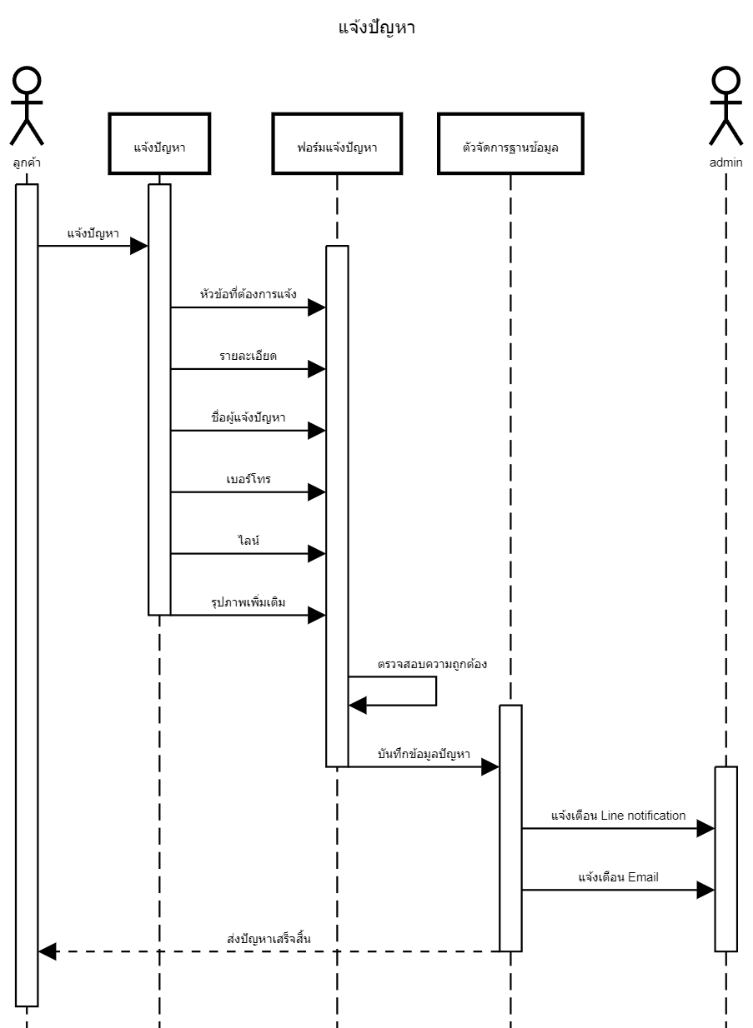 แจ้งปัญหา
ลูกค้า
แจ้งปัญหา
ฟอร์มแจ้งปัญหา
ตัวจัดการฐานข้อมูล
admin
แจ้งปัญหา
หัวข้อที่ต้องการแจ้ง
รายละเอียด
ชื่อผู้แจ้งปัญหา
เบอร์โทร
ไลน์
รุปภาพเพิ่มเติม
ตรวจสอบความถูกต้อง
บันทึกข้อมูลปัญหา
แจ้งเตือน Line notification
แจ้งเตือน Email
ส่งปัญหาเสร็จสิ้น